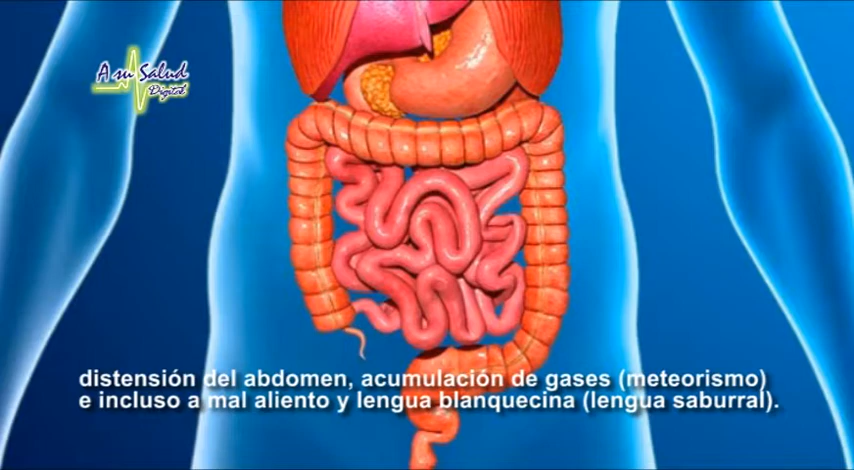 A su Salud
Digital
distensión del abdomen, acumulación de gases (meteorismo)
e incluso a mal aliento y lengua blanquecina (lengua saburral).